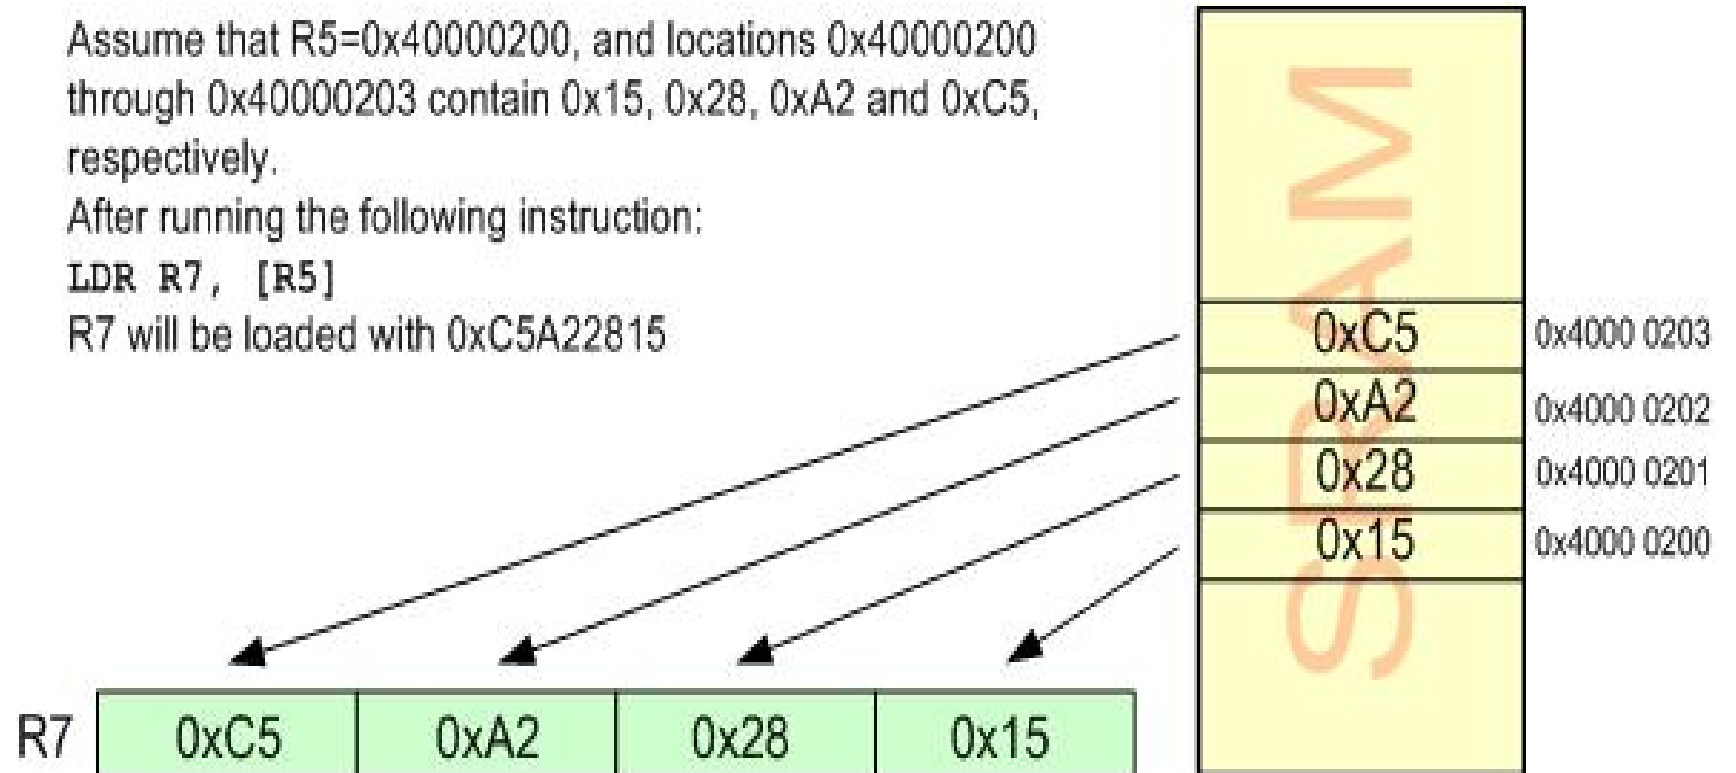 Assume that R5=0x40000200, and locations 0x40000200
through 0x40000203 contain 0x15, 0x28, 0xA2 and 0xC5,
respectively.
After running the following instruction:
LDR R7, [R5]
R7 will be loaded with 0xC5A22815
SRAM
0xC5 0x4000 0203
0xA2 0x4000 0202
0x28 0x4000 0201
0x15 0x4000 0200
R7 0xC5 0xA2 0x28 0x15